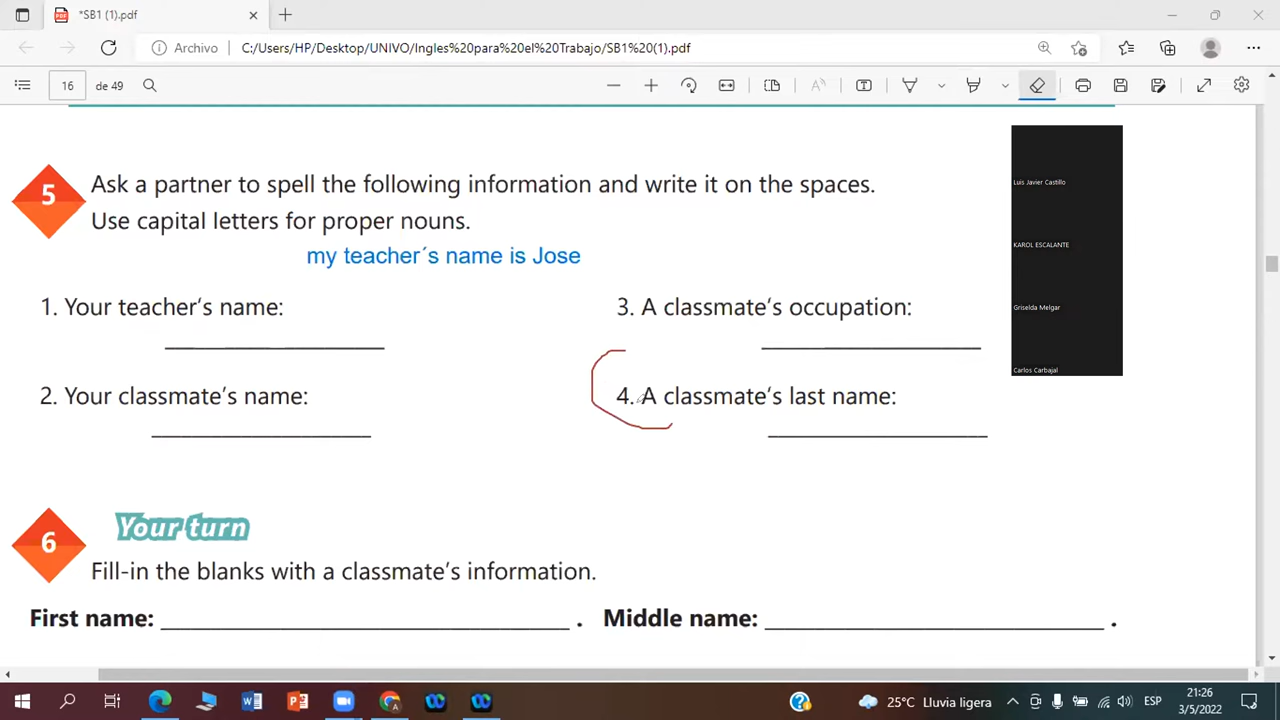 *SB1 (1).pdf
Archivo
C:/Users/HP/Desktop/UNIVO/Ingles%20para%20el%20Trabajo/SB1%20(1).pdf
16
de 49
5
Ask a partner to spell the following information and write it on the spaces.
Use capital letters for proper nouns.
my teacher´s name is Jose
1. Your teacher's name:
3. A classmate's occupation:
2. Your classmate's name:
4. A classmate's last name:
Luis Javier Castillo
KAROL ESCALANTE
Griselda Melgar
Carlos Carbajal
6
Your turn
Fill-in the blanks with a classmate's information.
First name: ______________________ .
Middle name: ______________________ .
25°C Lluvia ligera
ESP
21:26
3/5/2022